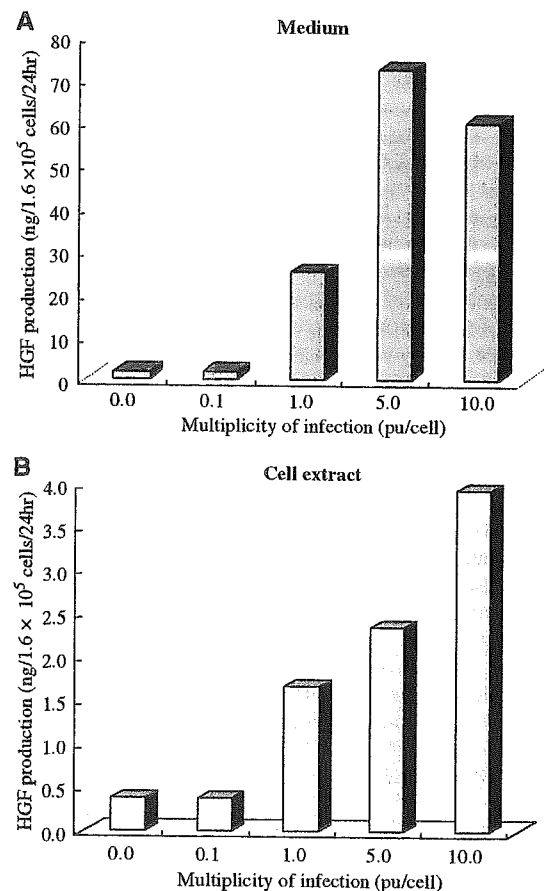 A
Medium
HGF production (ng/1.6 ×10⁵ cells/24hr)
80
70
60
50
40
30
20
10
0
0.0 0.1 1.0 5.0 10.0
Multiplicity of infection (pu/cell)
B
Cell extract
HGF production (ng/1.6 × 10⁵ cells/24hr)
4.0
3.5
3.0
2.5
2.0
1.5
1.0
0.5
0.0
0.0 0.1 1.0 5.0 10.0
Multiplicity of infection (pu/cell)